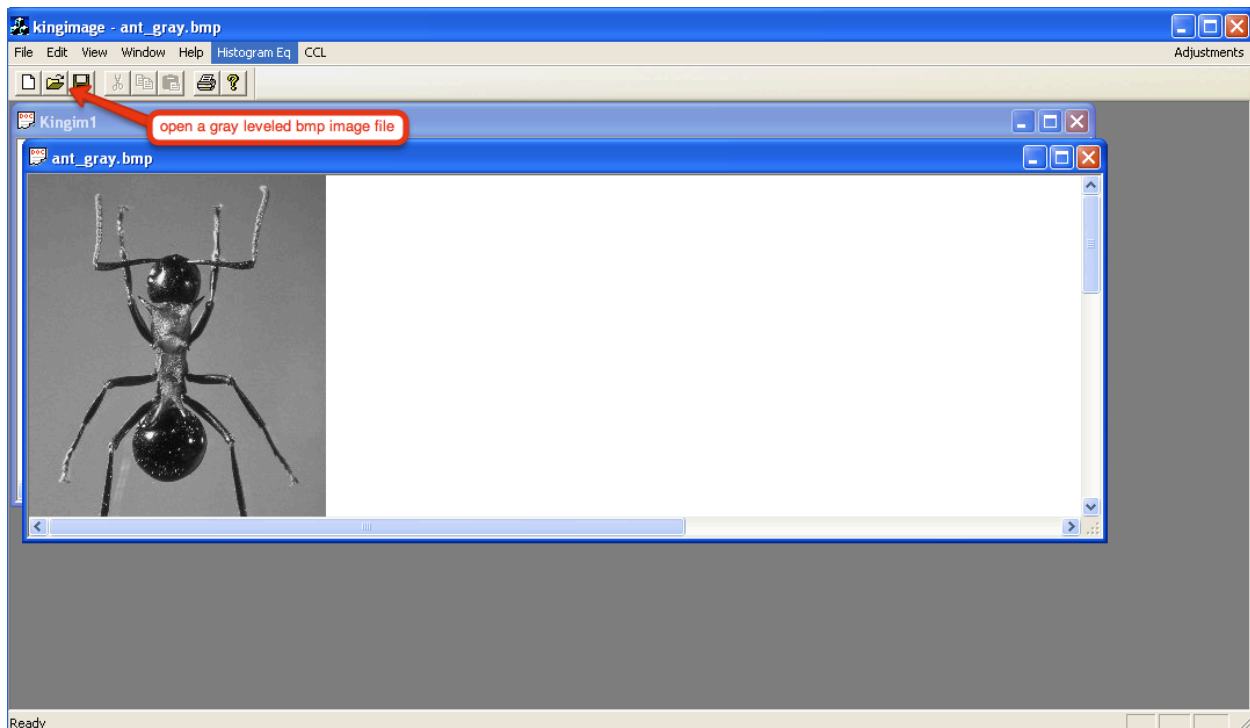 kingimage - ant_gray.bmp
File Edit View Window Help Histogram Eq CCL Adjustments
Kingim1
open a gray leveled bmp image file
ant_gray.bmp
Ready